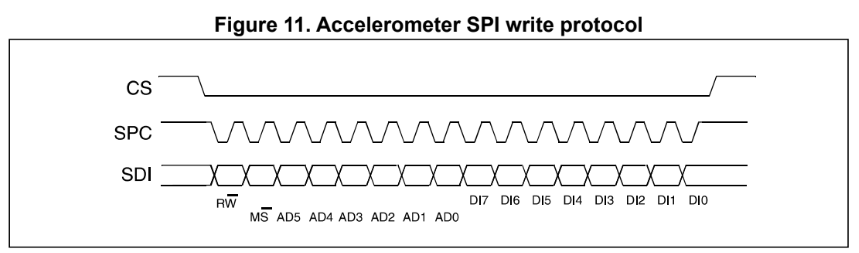 Figure 11. Accelerometer SPI write protocol
CS
SPC
SDI
RW̅ DI7 DI6 DI5 DI4 DI3 DI2 DI1 DI0
MS̅ AD5 AD4 AD3 AD2 AD1 AD0